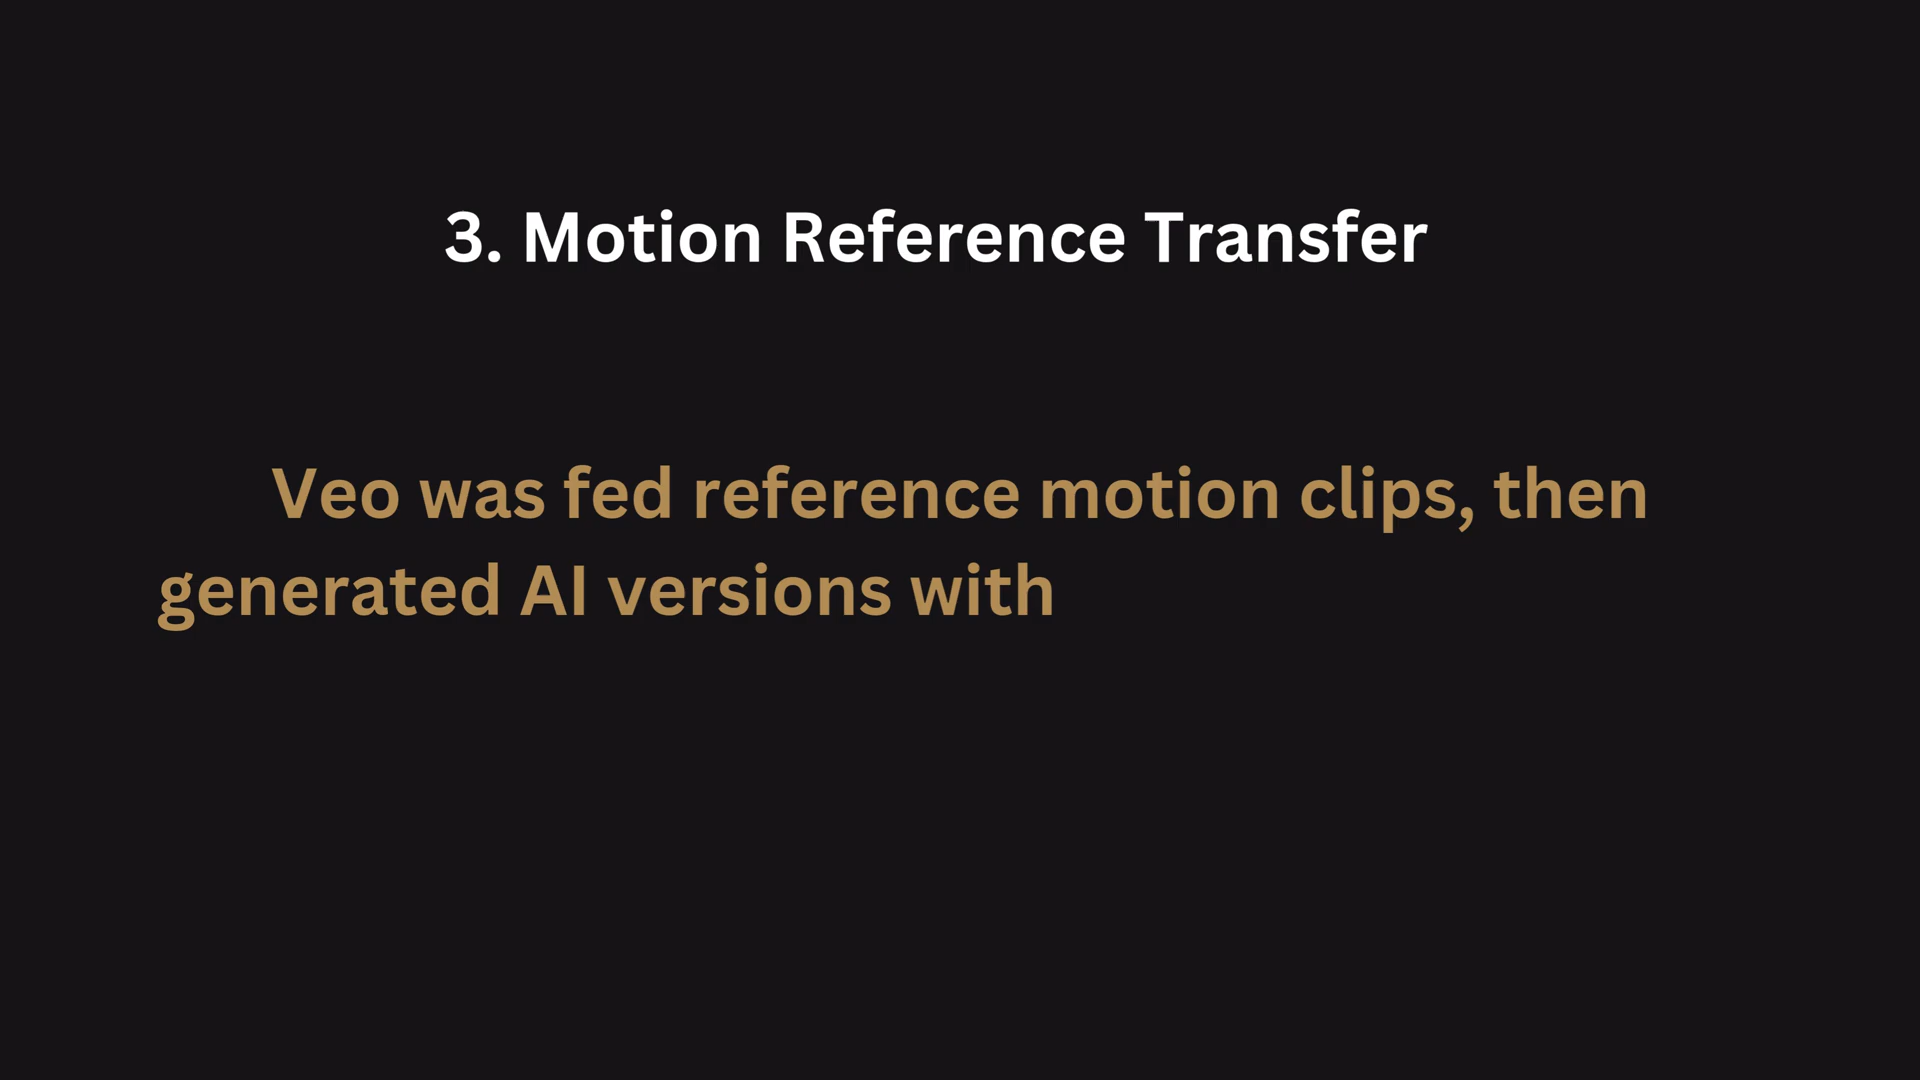 3. Motion Reference Transfer
Veo was fed reference motion clips, then
generated AI versions with